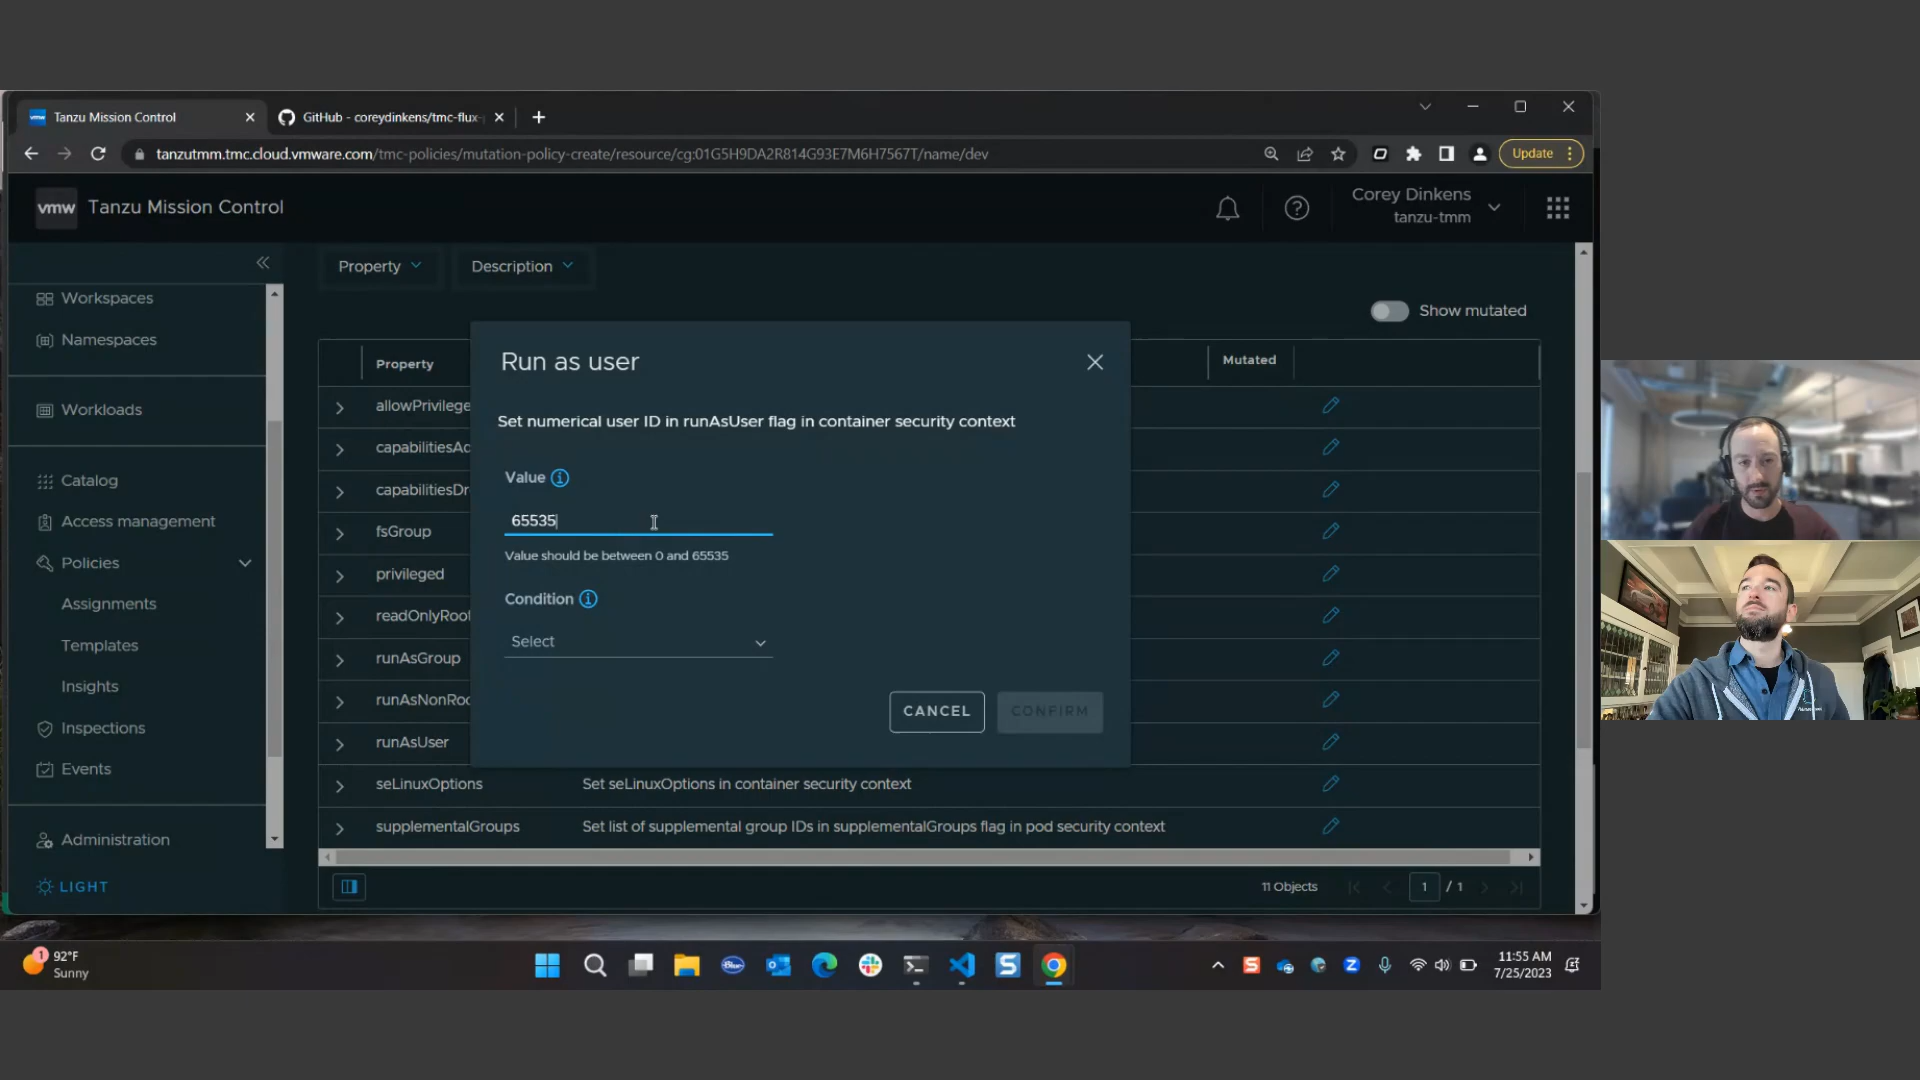 Tanzu Mission Control
GitHub - coreydinkens/tmc-flux-
tanzutmm.tmc.cloud.vmware.com/tmc-policies/mutation-policy-create/resource/cg:01G5H9DA2R814G93E7M6H7567T/name/dev
Update
vmw Tanzu Mission Control
Corey Dinkens
tanzu-tmm
Workspaces
Namespaces
Workloads
Catalog
Access management
Policies
Assignments
Templates
Insights
Inspections
Events
Administration
LIGHT
Property
Description
Show mutated
Property
Mutated
allowPrivilege
capabilitiesAd
capabilitiesDr
fsGroup
privileged
readOnlyRoot
runAsGroup
runAsNonRoo
runAsUser
seLinuxOptions Set seLinuxOptions in container security context
supplementalGroups Set list of supplemental group IDs in supplementalGroups flag in pod security context
11 Objects
1 / 1
Run as user
Set numerical user ID in runAsUser flag in container security context
Value
65535
Value should be between 0 and 65535
Condition
Select
CANCEL
CONFIRM
1
92°F
Sunny
11:55 AM
7/25/2023